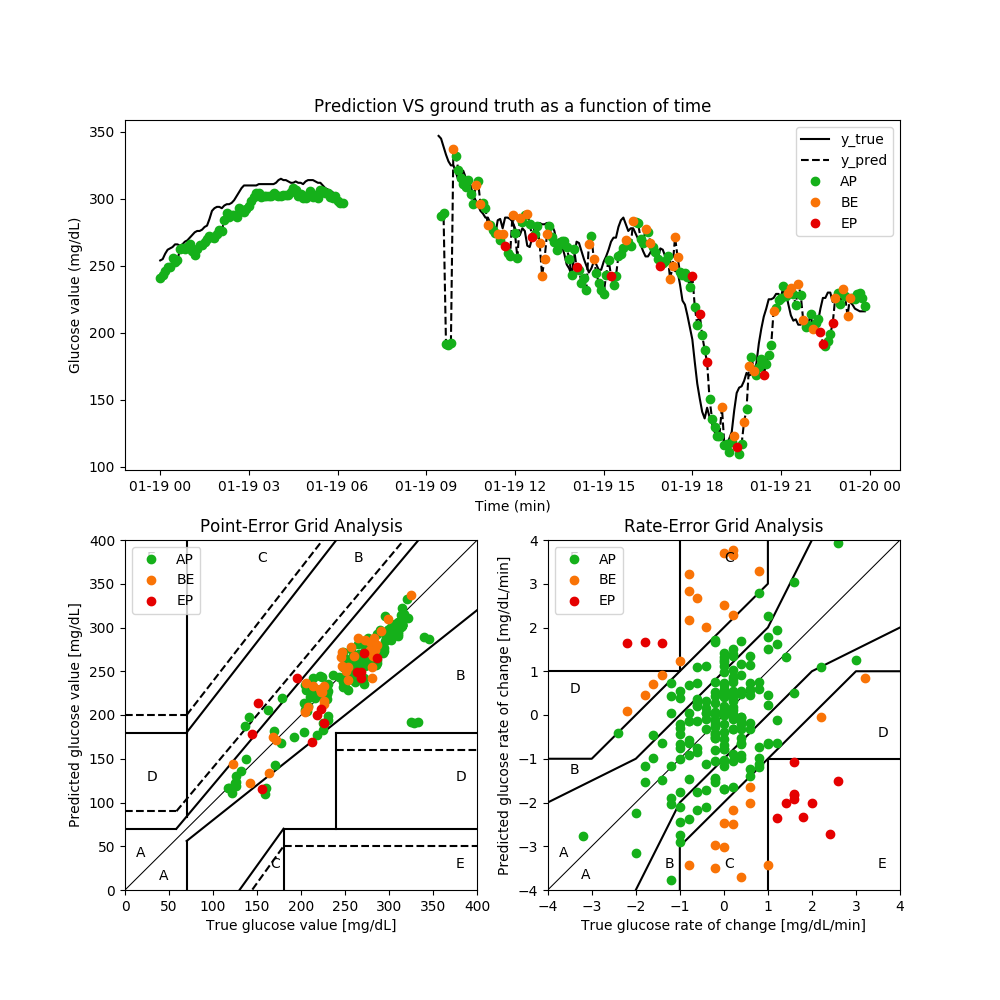 Prediction VS ground truth as a function of time
350
300
250
200
150
100
Glucose value (mg/dL)
y_true
y_pred
AP
BE
EP
01-19 00 01-19 03 01-19 06 01-19 09 01-19 12 01-19 15 01-19 18 01-19 21 01-20 00
Time (min)
Point-Error Grid Analysis
400
350
300
250
200
150
100
50
0
Predicted glucose value [mg/dL]
AP
BE
EP
C
B
B
D
D
A
A
C
E
0 50 100 150 200 250 300 350 400
True glucose value [mg/dL]
Rate-Error Grid Analysis
4
3
2
1
0
−1
−2
−3
−4
Predicted glucose rate of change [mg/dL/min]
AP
BE
EP
C
D
D
B
A
A
B
C
E
−4 −3 −2 −1 0 1 2 3 4
True glucose rate of change [mg/dL/min]